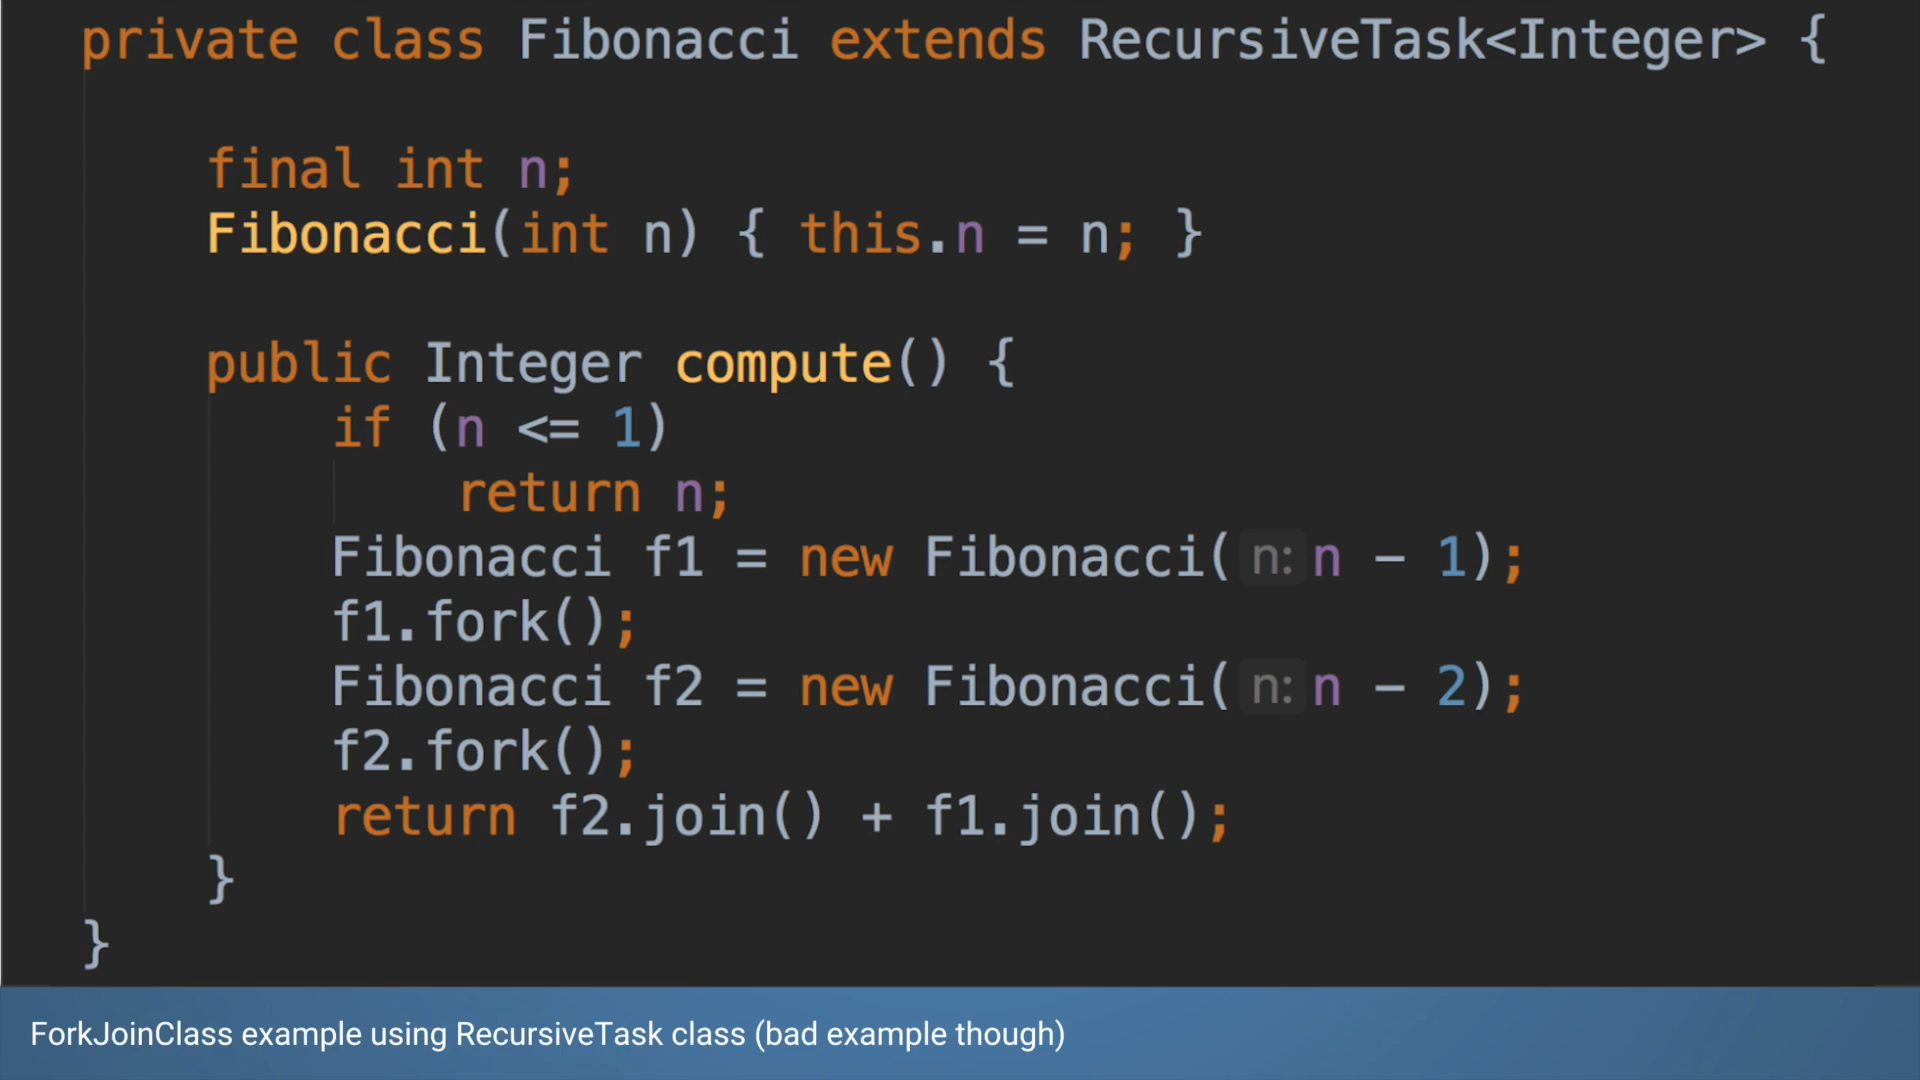 private class Fibonacci extends RecursiveTask<Integer> {
final int n;
Fibonacci(int n) { this.n = n; }
public Integer compute() {
if (n <= 1)
return n;
Fibonacci f1 = new Fibonacci( n: n - 1);
f1.fork();
Fibonacci f2 = new Fibonacci( n: n - 2);
f2.fork();
return f2.join() + f1.join();
}
}
ForkJoinClass example using RecursiveTask class (bad example though)